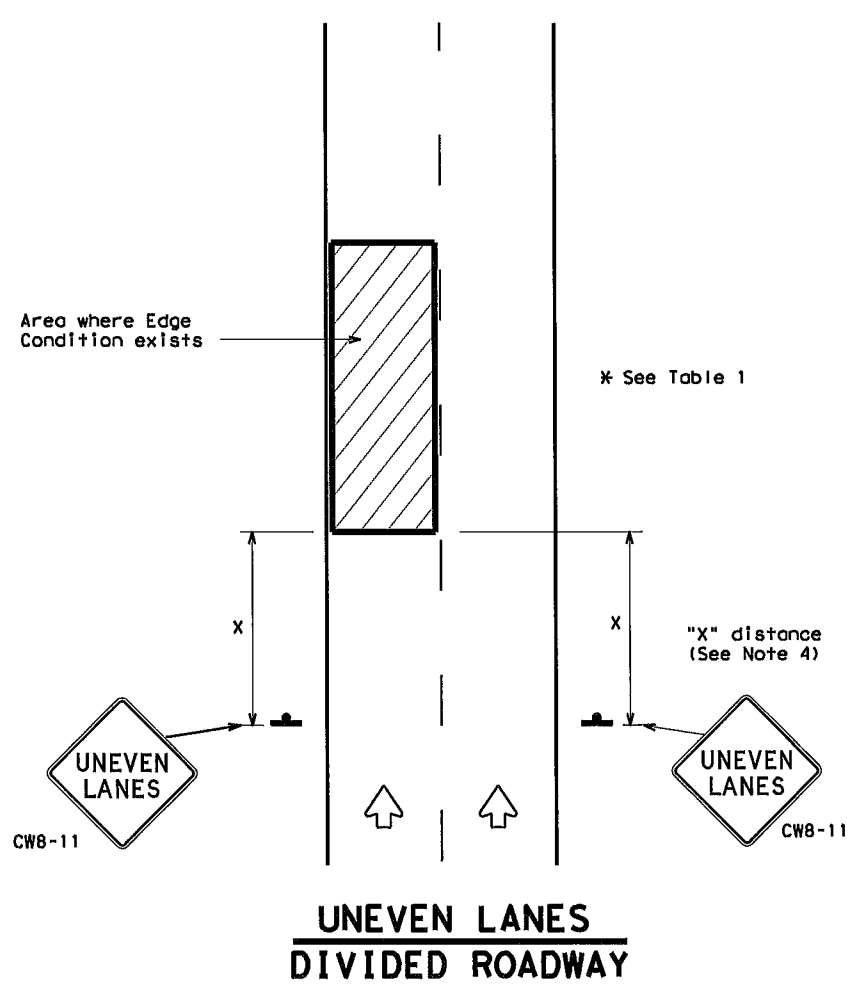 Area where Edge
Condition exists
* See Table 1
X
X
"X" distance
(See Note 4)
UNEVEN
LANES
CW8-11
UNEVEN
LANES
CW8-11
UNEVEN LANES
DIVIDED ROADWAY